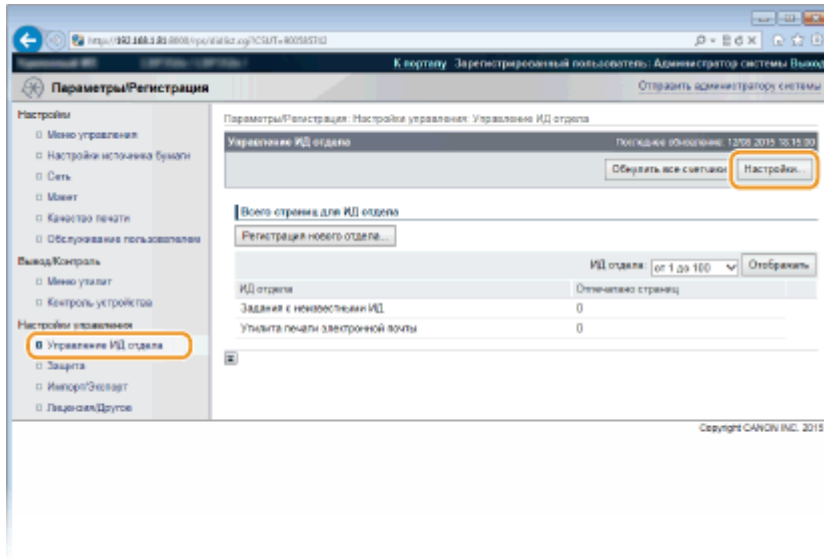 К порталу Зарегистрированный пользователь: Администратор системы Выход
Параметры/Регистрация
Отправить администратору системы
Настройки
Меню управления
Настройки источника бумаги
Сеть
Макет
Качество печати
Обслуживание пользователем
Вывод/Контроль
Меню утилит
Контроль устройства
Настройки управления
Управление ИД отдела
Защита
Импорт/Экспорт
Лицензия/Другое
Параметры/Регистрация: Настройки управления: Управление ИД отдела
Управление ИД отдела
Последнее обновление: 12/08 2015 18:15:00
Обнулить все счетчики
Настройки...
Всего страниц для ИД отдела
Регистрация нового отдела...
ИД отдела: от 1 до 100 Отображать
ИД отдела Отпечатано страниц
Задания с неизвестными ИД 0
Утилита печати электронной почты 0
Copyright CANON INC. 2015